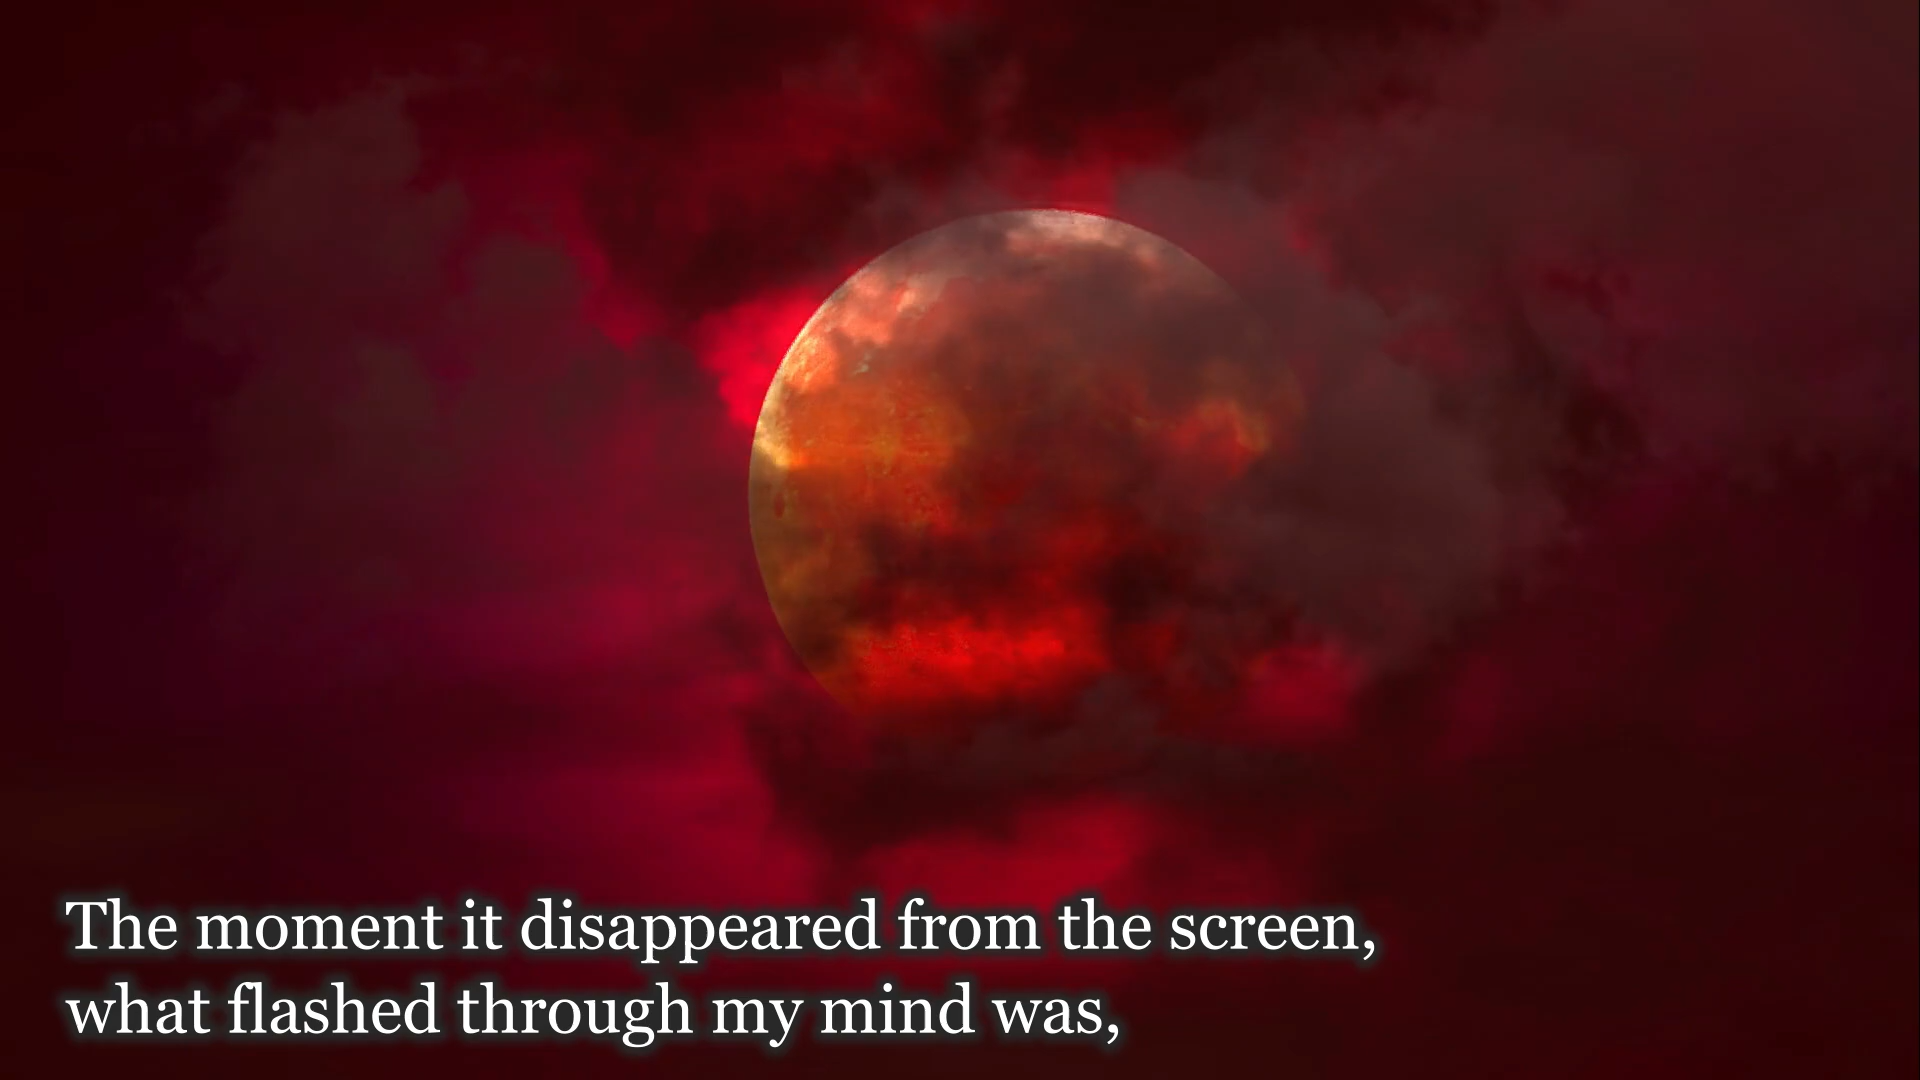 The moment it disappeared from the screen,
what flashed through my mind was,